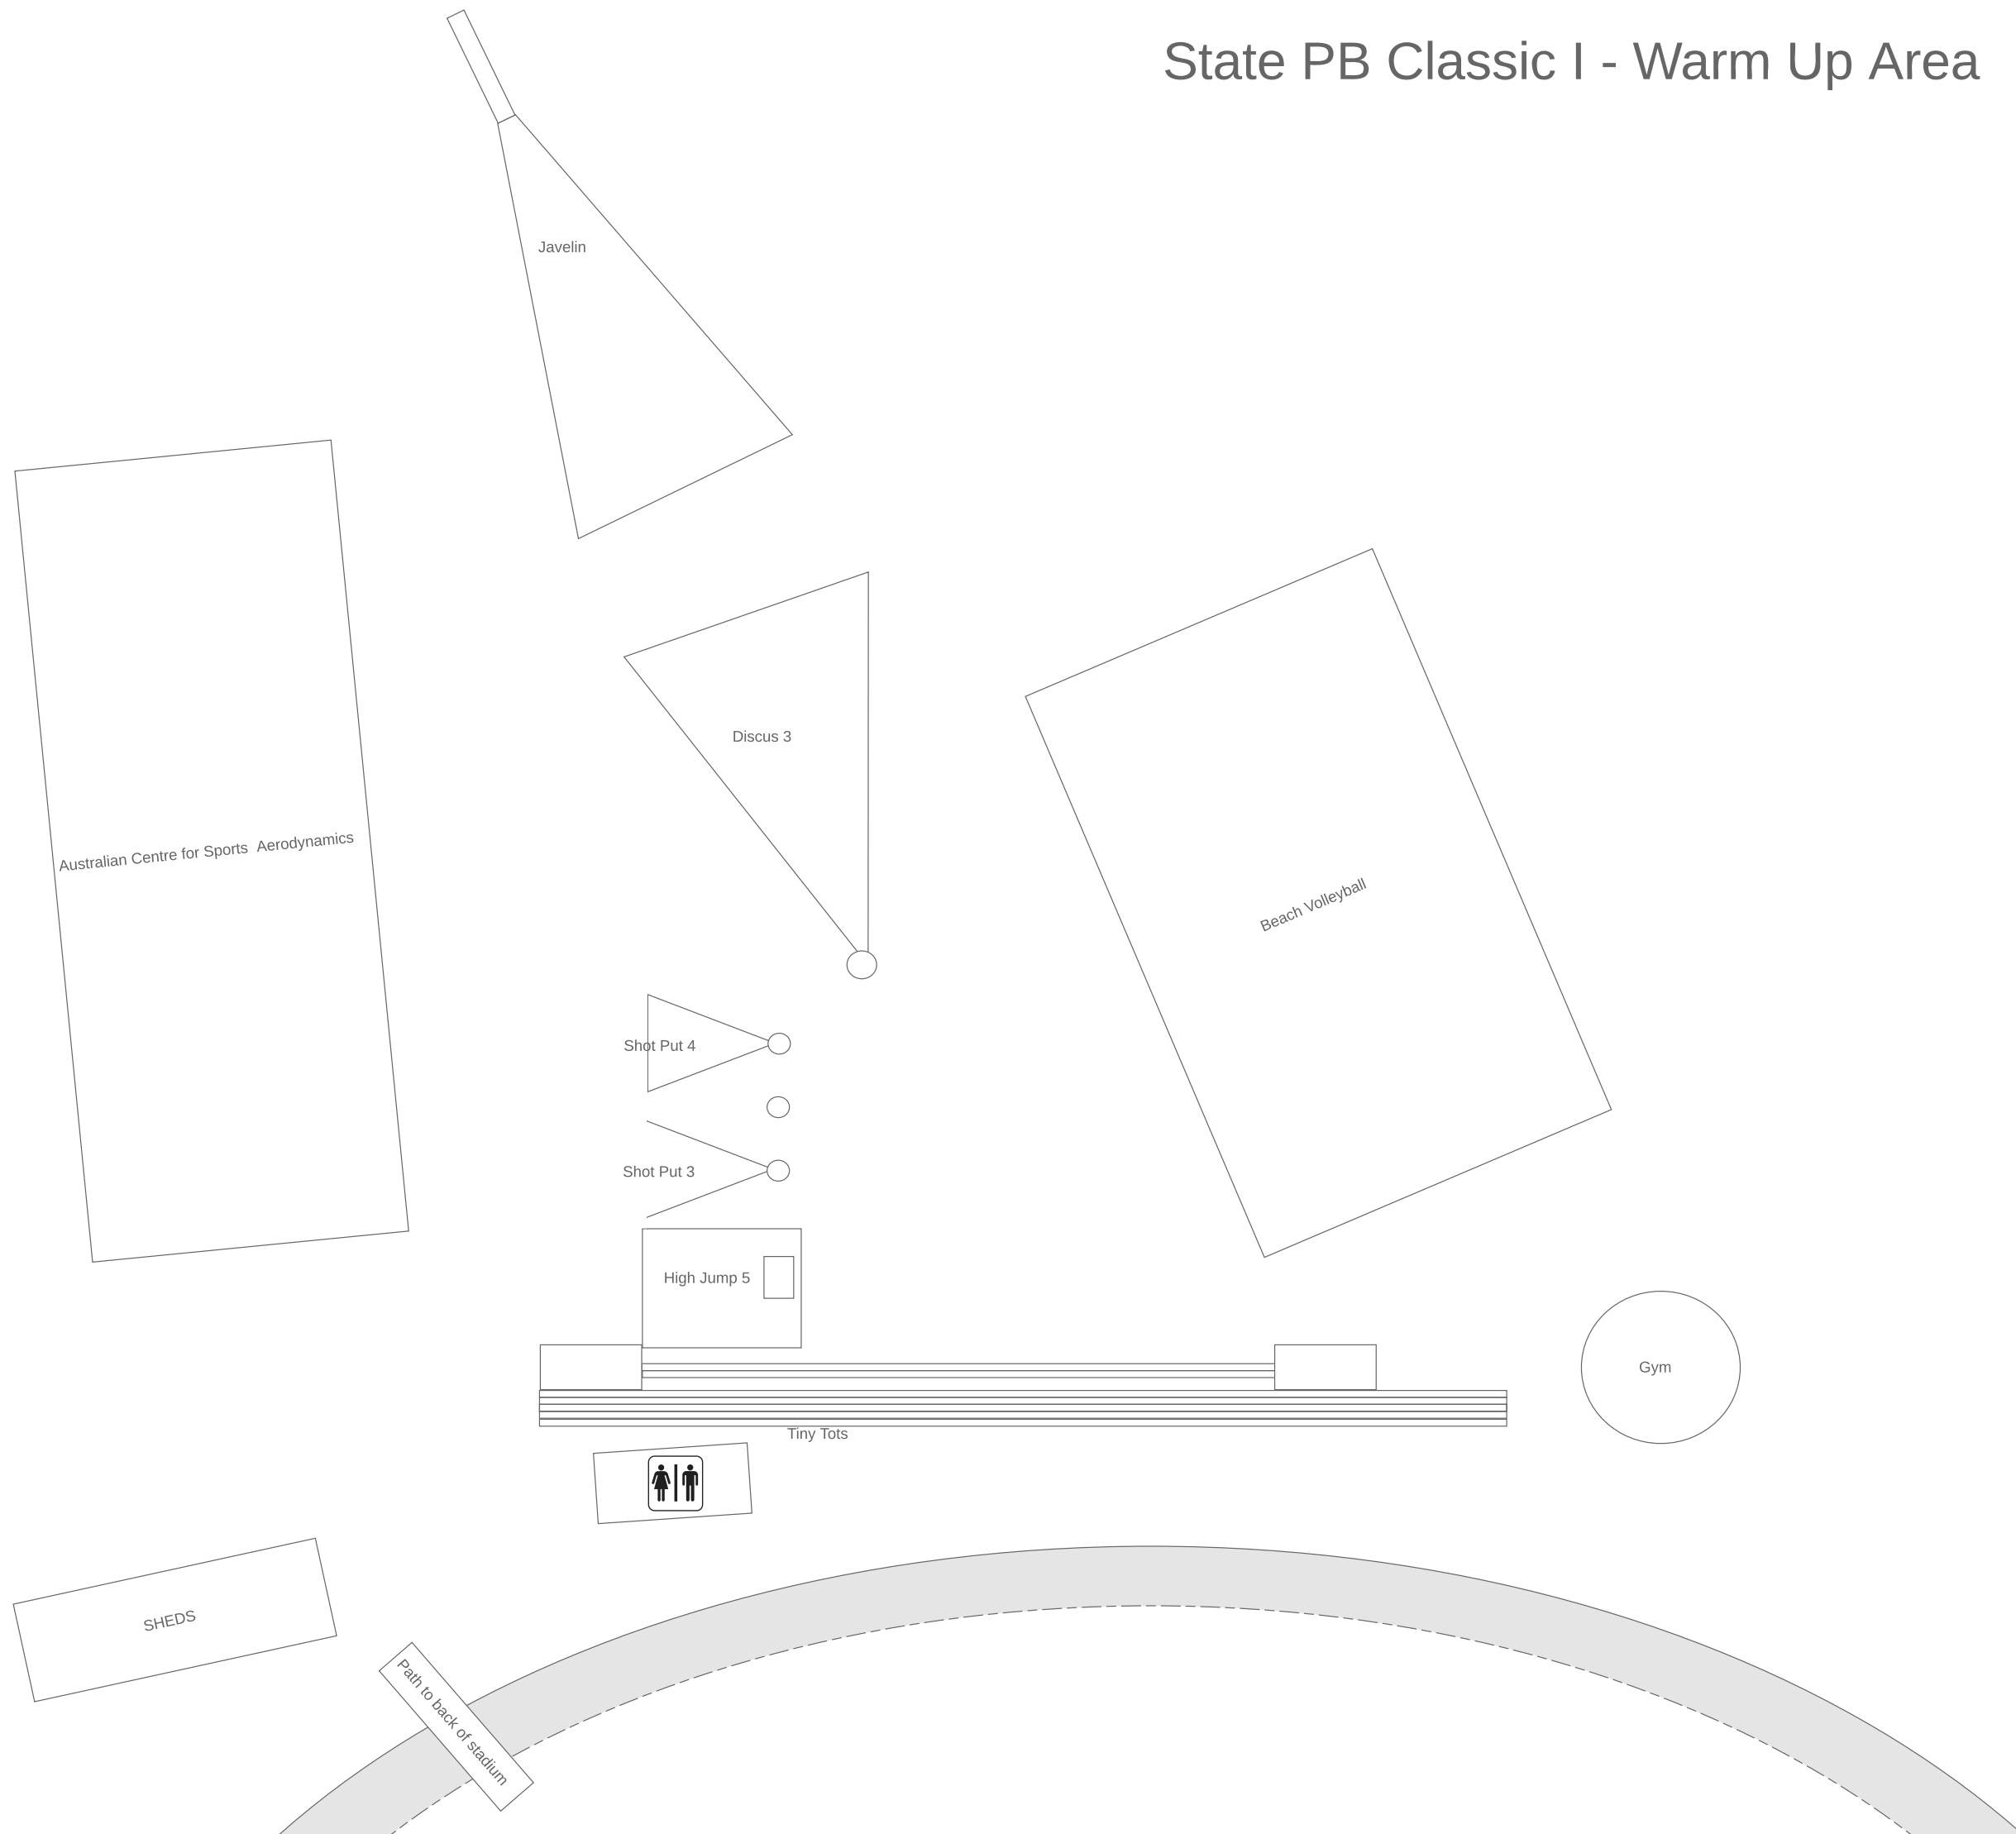 State PB Classic I - Warm Up Area
Javelin
Discus 3
Australian Centre for Sports  Aerodynamics
Beach Volleyball
Shot Put 4
Shot Put 3
High Jump 5
Gym
Tiny Tots
SHEDS
Path to back of stadium